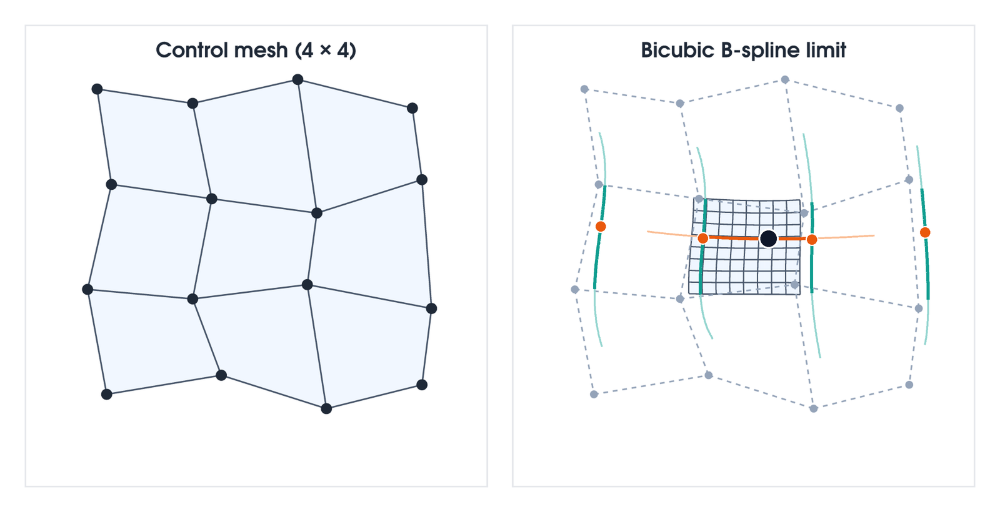 Control mesh (4 × 4)
Bicubic B-spline limit